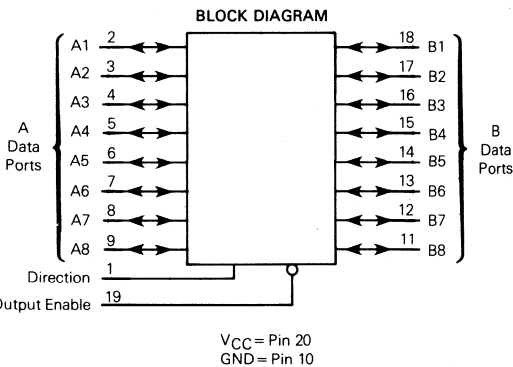 BLOCK DIAGRAM
A1 2 18 B1
A2 3 17 B2
A3 4 16 B3
A4 5 15 B4
A5 6 14 B5
A6 7 13 B6
A7 8 12 B7
A8 9 11 B8
A
Data
Ports
B
Data
Ports
Direction 1
Output Enable 19
VCC = Pin 20
GND = Pin 10